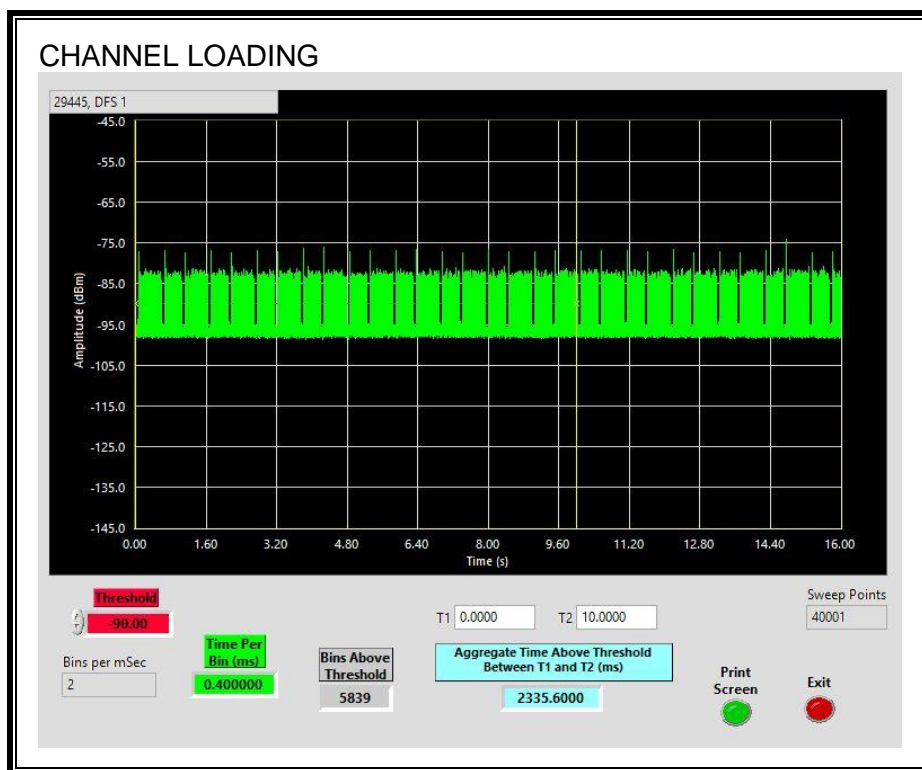 CHANNEL LOADING
29445, DFS 1
-45.0
-55.0
-65.0
-75.0
-85.0
-95.0
-105.0
-115.0
-125.0
-135.0
-145.0
Amplitude (dBm)
0.00 1.60 3.20 4.80 6.40 8.00 9.60 11.20 12.80 14.40 16.00
Time (s)
Threshold
-90.00
Bins per mSec
2
Time Per
Bin (ms)
0.400000
Bins Above
Threshold
5839
T1 0.0000 T2 10.0000
Aggregate Time Above Threshold
Between T1 and T2 (ms)
2335.6000
Sweep Points
40001
Print
Screen
Exit